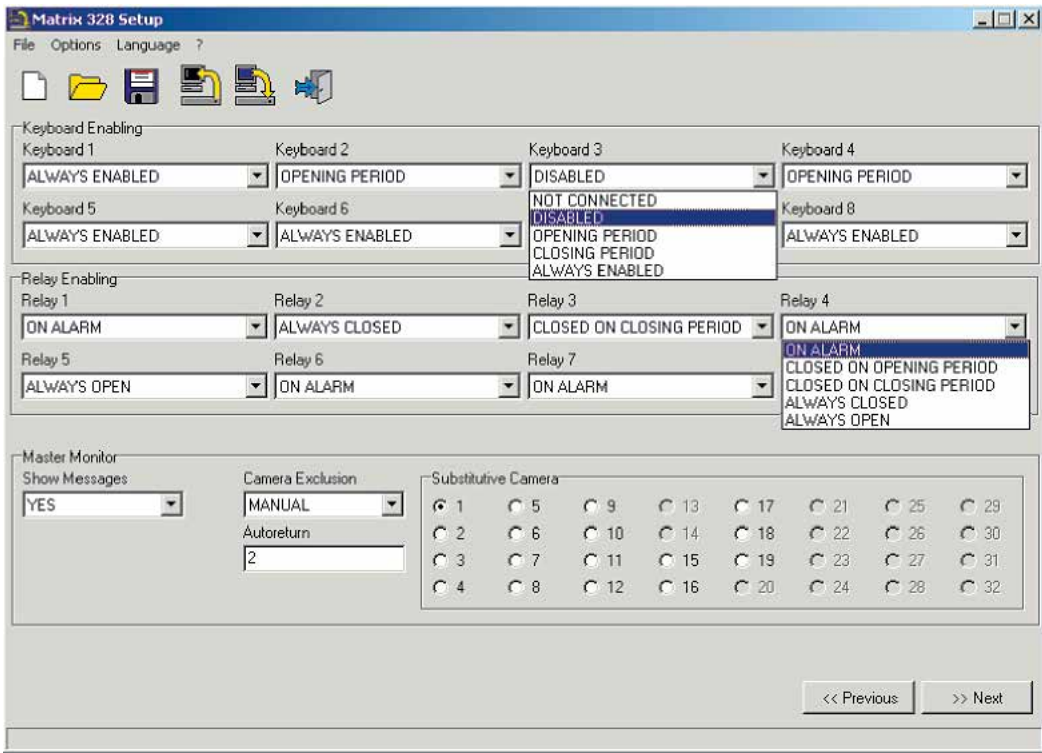 Matrix 328 Setup
File Options Language ?
Keyboard Enabling
Keyboard 1 Keyboard 2 Keyboard 3 Keyboard 4
ALWAYS ENABLED OPENING PERIOD DISABLED OPENING PERIOD
NOT CONNECTED
DISABLED
OPENING PERIOD
CLOSING PERIOD
ALWAYS ENABLED
Keyboard 5 Keyboard 6 Keyboard 8
ALWAYS ENABLED ALWAYS ENABLED ALWAYS ENABLED
Relay Enabling
Relay 1 Relay 2 Relay 3 Relay 4
ON ALARM ALWAYS CLOSED CLOSED ON CLOSING PERIOD ON ALARM
ON ALARM
CLOSED ON OPENING PERIOD
CLOSED ON CLOSING PERIOD
ALWAYS CLOSED
ALWAYS OPEN
Relay 5 Relay 6 Relay 7
ALWAYS OPEN ON ALARM ON ALARM
Master Monitor
Show Messages Camera Exclusion Substitutive Camera
YES MANUAL
Autoreturn
2
1 5 9 13 17 21 25 29
2 6 10 14 18 22 26 30
3 7 11 15 19 23 27 31
4 8 12 16 20 24 28 32
<< Previous >> Next